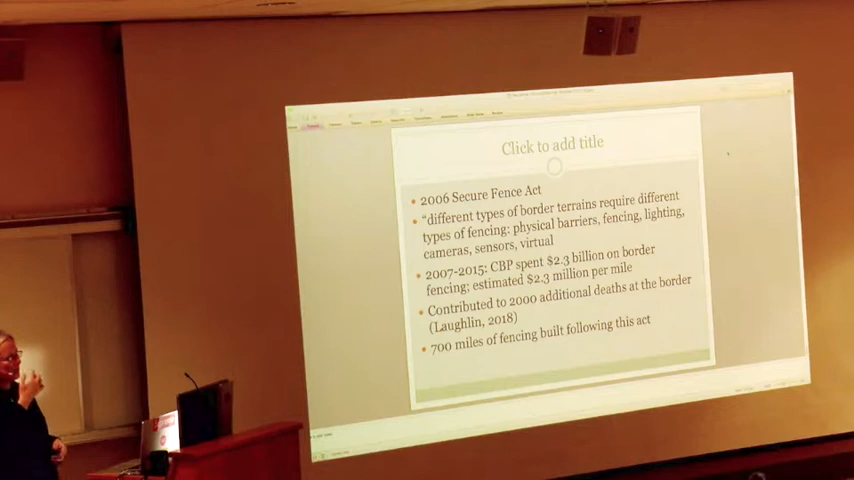 Click to add title
• 2006 Secure Fence Act
• “different types of border terrains require different
types of fencing: physical barriers, fencing, lighting,
cameras, sensors, virtual
• 2007-2015: CBP spent $2.3 billion on border
fencing; estimated $2.3 million per mile
• Contributed to 2000 additional deaths at the border
(Laughlin, 2018)
• 700 miles of fencing built following this act